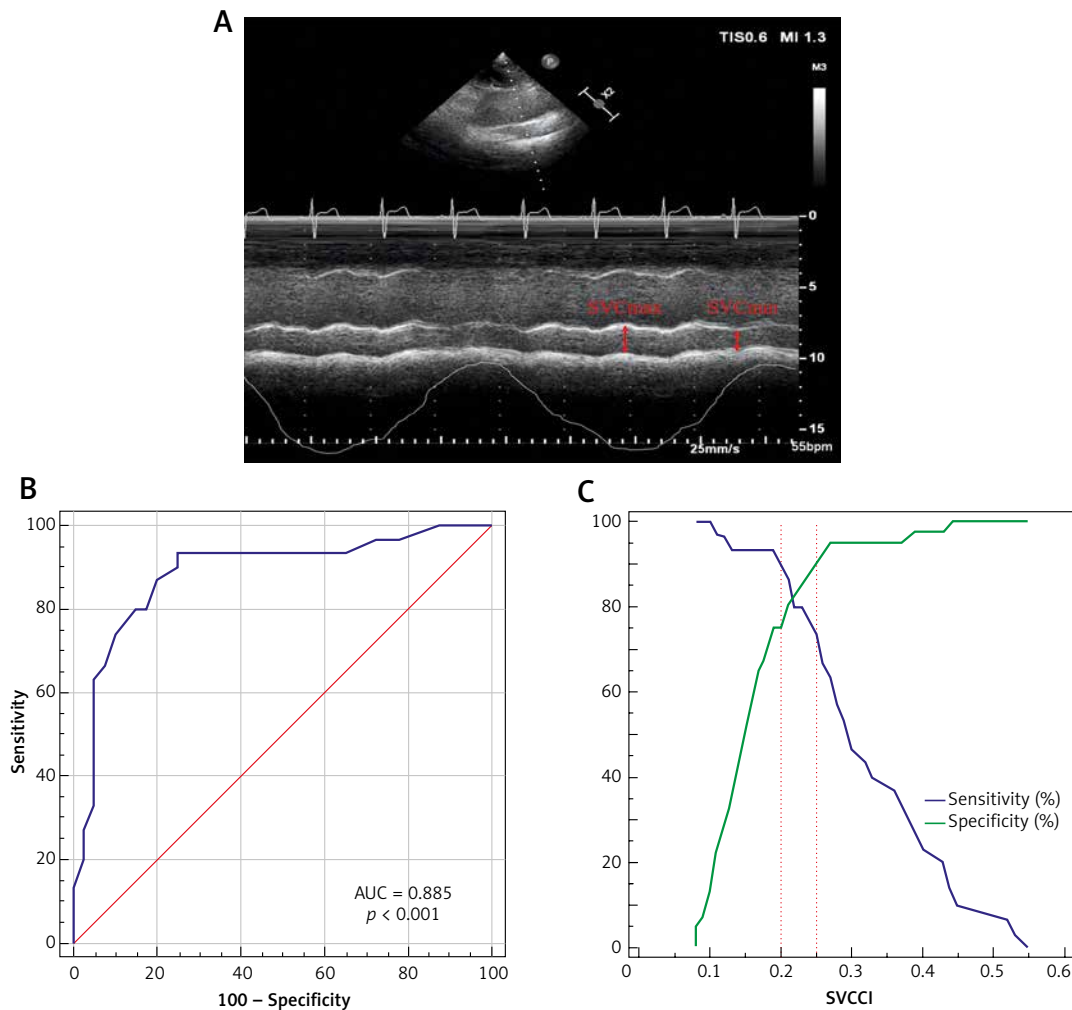 A
TIS0.6 MI 1.3
M3
P
X2
0
5
10
15
SVCmax
SVCmin
25mm/s
55bpm
B
100
80
60
40
20
0
Sensitivity
AUC = 0.885
p < 0.001
0 20 40 60 80 100
100 – Specificity
C
100
80
60
40
20
0
Sensitivity (%)
Specificity (%)
0 0.1 0.2 0.3 0.4 0.5 0.6
SVCCI